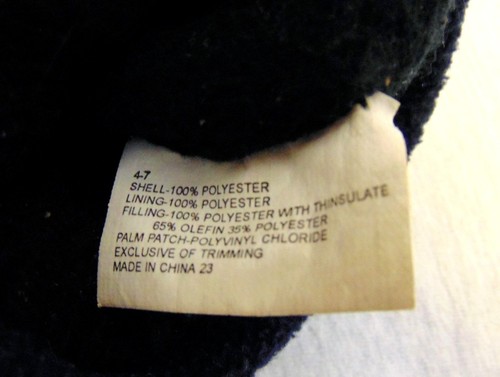 4-7
SHELL-100% POLYESTER
LINING-100% POLYESTER
FILLING-100% POLYESTER WITH THINSULATE
65% OLEFIN 35% POLYESTER
PALM PATCH-POLYVINYL CHLORIDE
EXCLUSIVE OF TRIMMING
MADE IN CHINA 23